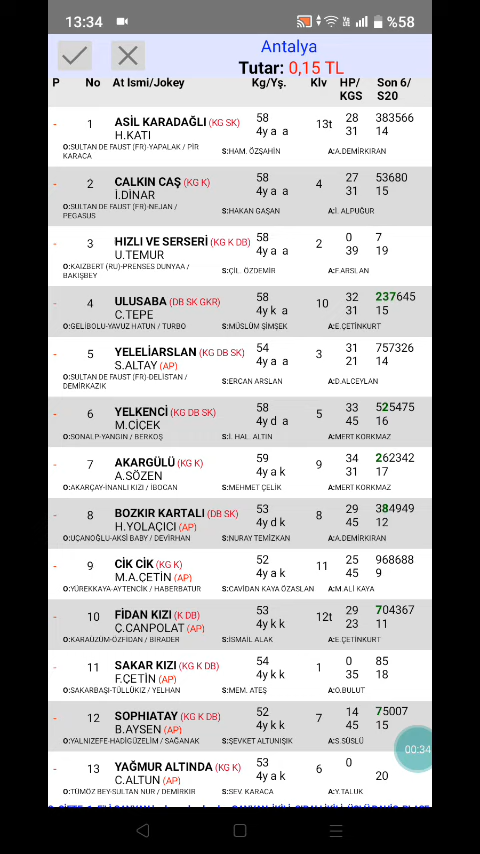 13:34 %58
Antalya
Tutar: 0,15 TL
P No At Ismi/Jokey Kg/Yş. Klv HP/KGS Son 6/S20
- 1 ASİL KARADAĞLI (KG SK) 58 13t 28 383566
H.KATI 4y a a 31 14
O:SULTAN DE FAUST (FR)-YAPALAK / PİR KARACA S:HAM. ÖZŞAHİN A:A.DEMİRKIRAN
- 2 CALKIN CAŞ (KG K) 58 4 27 53680
İ.DİNAR 4y a a 31 15
O:SULTAN DE FAUST (FR)-NEJAN / PEGASUS S:HAKAN GAŞAN A:İ. ALPUĞUR
- 3 HIZLI VE SERSERİ (KG K DB) 58 2 0 7
U.TEMUR 4y a a 39 19
O:KAIZBERT (RU)-PRENSES DUNYAA / BAKIŞBEY S:ÇİL. ÖZDEMİR A:F.ARSLAN
- 4 ULUSABA (DB SK GKR) 58 10 32 237645
C.TEPE 4y k a 31 15
O:GELİBOLU-YAVUZ HATUN / TURBO S:MÜSLÜM ŞİMŞEK A:E.ÇETİNKURT
- 5 YELELİARSLAN (KG DB SK) 54 3 31 757326
S.ALTAY (AP) 4y a a 21 14
O:SULTAN DE FAUST (FR)-DELİSTAN / DEMİRKAZIK S:ERCAN ARSLAN A:D.ALCEYLAN
- 6 YELKENCİ (KG DB SK) 58 5 33 525475
M.CİCEK 4y d a 45 16
O:SONALP-YANGIN / BERKOŞ S:İ. HAL. ALTIN A:MERT KORKMAZ
- 7 AKARGÜLÜ (KG K) 59 9 34 262342
A.SÖZEN 4y a k 31 17
O:AKARÇAY-İNANLI KIZI / İBOCAN S:MEHMET ÇELİK A:MERT KORKMAZ
- 8 BOZKIR KARTALI (DB SK) 53 8 29 384949
H.YOLAÇICI (AP) 4y d k 45 12
O:UÇANOĞLU-AKSİ BABY / DEVİRHAN S:NURAY TEMİZKAN A:A.DEMİRKIRAN
- 9 CİK CİK (KG K) 52 11 25 968688
M.A.ÇETİN (AP) 4y a k 45 9
O:YÜREKKAYA-AYTENCİK / HABERBATUR S:CAVİDAN KAYA ÖZASLAN A:M.ALİ KAYA
- 10 FİDAN KIZI (K DB) 53 12t 29 704367
Ç.CANPOLAT (AP) 4y k k 23 11
O:KARAÜZÜM-ÖZFİDAN / BİRADER S:İSMAİL ALAK A:E.ÇETİNKURT
- 11 SAKAR KIZI (KG K DB) 54 1 0 85
F.ÇETİN (AP) 4y k k 35 18
O:SAKARBAŞI-TÜLLÜKIZ / YELHAN S:MEM. ATEŞ A:O.BULUT
- 12 SOPHIATAY (KG K DB) 52 7 14 75007
B.AYSEN (AP) 4y k k 45 15
O:YALNIZEFE-HADİGÜZELİM / SAĞANAK S:ŞEVKET ALTUNIŞIK A:S.SÜSLÜ
00:34
- 13 YAĞMUR ALTINDA (KG K) 54 6 0
C.ALTUN (AP) 4y a k 20
O:TÜMÖZ BEY-SULTAN NUR / DEMİRKIR S:SEV. KARACA A:Y.TALUK